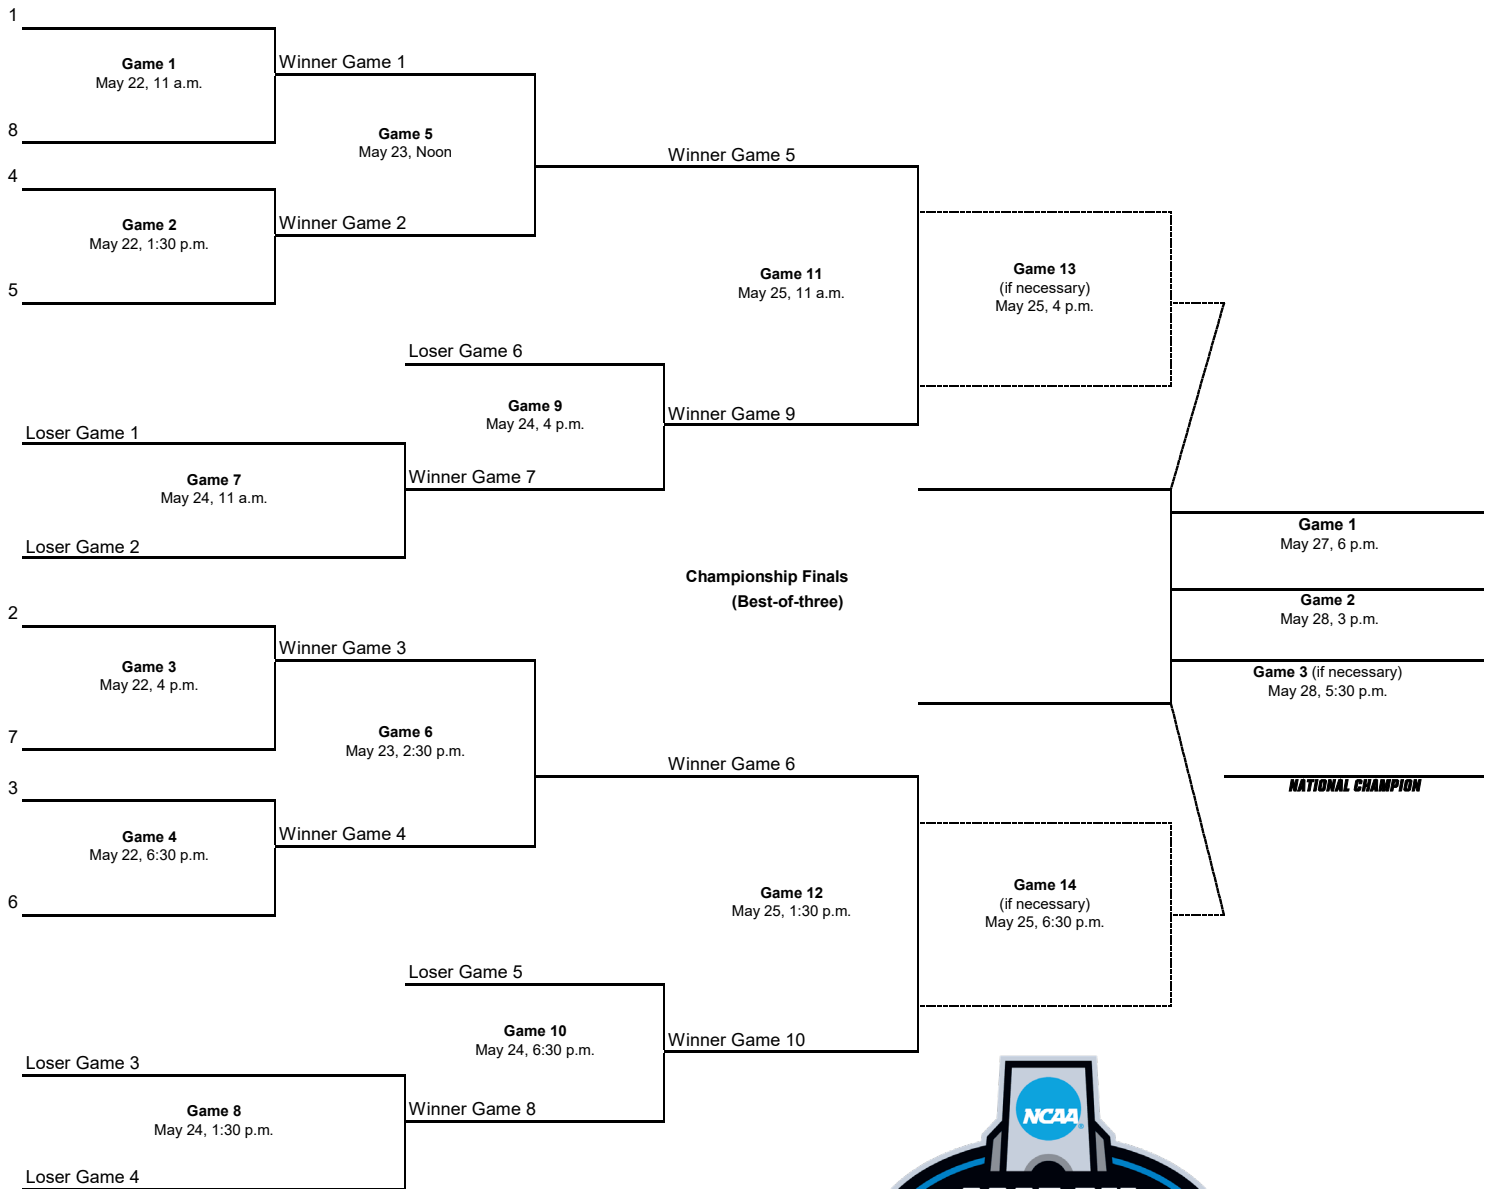 1
Game 1
May 22, 11 a.m.
8
Winner Game 1
Game 5
May 23, Noon
4
Game 2
May 22, 1:30 p.m.
Winner Game 2
5
Winner Game 5
Game 11
May 25, 11 a.m.
Game 13
(if necessary)
May 25, 4 p.m.
Loser Game 6
Game 9
May 24, 4 p.m.
Winner Game 9
Loser Game 1
Game 7
May 24, 11 a.m.
Winner Game 7
Loser Game 2
Championship Finals
(Best-of-three)
Game 1
May 27, 6 p.m.
Game 2
May 28, 3 p.m.
Game 3 (if necessary)
May 28, 5:30 p.m.
NATIONAL CHAMPION
2
Game 3
May 22, 4 p.m.
7
Winner Game 3
Game 6
May 23, 2:30 p.m.
3
Game 4
May 22, 6:30 p.m.
Winner Game 4
6
Winner Game 6
Game 12
May 25, 1:30 p.m.
Game 14
(if necessary)
May 25, 6:30 p.m.
Loser Game 5
Game 10
May 24, 6:30 p.m.
Winner Game 10
Loser Game 3
Game 8
May 24, 1:30 p.m.
Winner Game 8
Loser Game 4
NCAA®